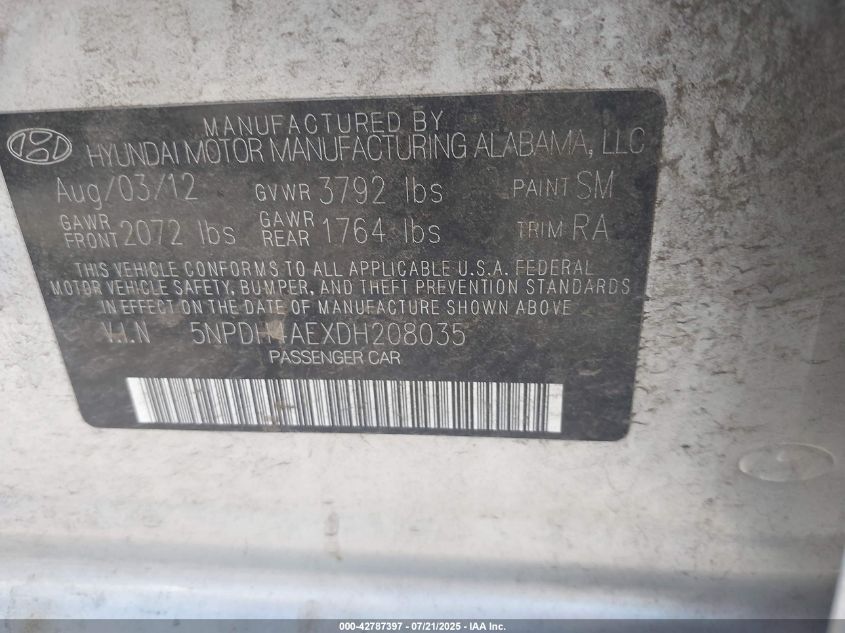 MANUFACTURED BY
HYUNDAI MOTOR MANUFACTURING ALABAMA, LLC
Aug/03/12 GVWR 3792 lbs PAINT SM
GAWR FRONT 2072 lbs GAWR REAR 1764 lbs TRIM RA
THIS VEHICLE CONFORMS TO ALL APPLICABLE U.S.A. FEDERAL
MOTOR VEHICLE SAFETY, BUMPER, AND THEFT PREVENTION STANDARDS
IN EFFECT ON THE DATE OF MANUFACTURE SHOWN ABOVE
V.I.N 5NPDH4AEXDH208035
PASSENGER CAR
000-42787397 - 07/21/2025 - IAA Inc.